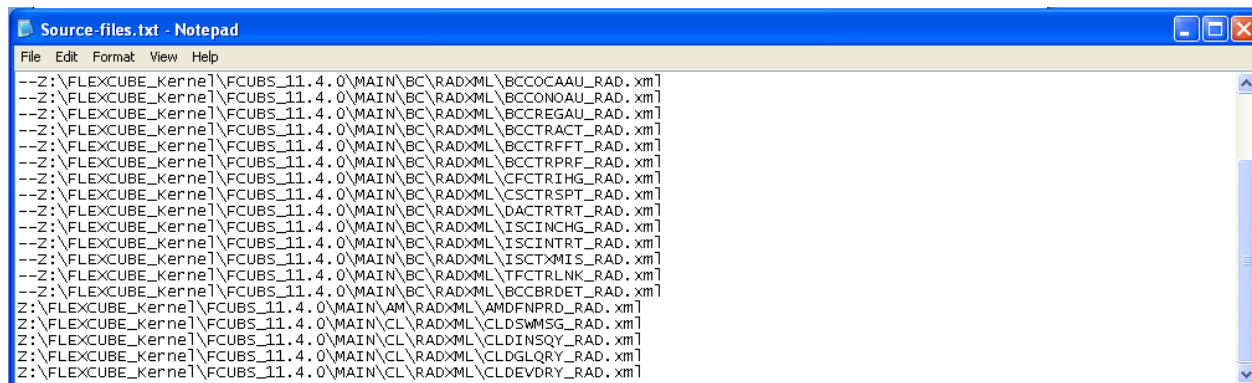 Source-files.txt - Notepad
File Edit Format View Help
--Z:\FLEXCUBE_Kernel\FCUBS_11.4.0\MAIN\BC\RADXML\BCCOCAAU_RAD.xml
--Z:\FLEXCUBE_Kernel\FCUBS_11.4.0\MAIN\BC\RADXML\BCCONOAU_RAD.xml
--Z:\FLEXCUBE_Kernel\FCUBS_11.4.0\MAIN\BC\RADXML\BCCREGAU_RAD.xml
--Z:\FLEXCUBE_Kernel\FCUBS_11.4.0\MAIN\BC\RADXML\BCCTRACT_RAD.xml
--Z:\FLEXCUBE_Kernel\FCUBS_11.4.0\MAIN\BC\RADXML\BCCTRFFT_RAD.xml
--Z:\FLEXCUBE_Kernel\FCUBS_11.4.0\MAIN\BC\RADXML\BCCTRPRF_RAD.xml
--Z:\FLEXCUBE_Kernel\FCUBS_11.4.0\MAIN\BC\RADXML\CFCTRIHG_RAD.xml
--Z:\FLEXCUBE_Kernel\FCUBS_11.4.0\MAIN\BC\RADXML\CSCTRSPT_RAD.xml
--Z:\FLEXCUBE_Kernel\FCUBS_11.4.0\MAIN\BC\RADXML\DACTRTRT_RAD.xml
--Z:\FLEXCUBE_Kernel\FCUBS_11.4.0\MAIN\BC\RADXML\ISCINCHG_RAD.xml
--Z:\FLEXCUBE_Kernel\FCUBS_11.4.0\MAIN\BC\RADXML\ISCINTRT_RAD.xml
--Z:\FLEXCUBE_Kernel\FCUBS_11.4.0\MAIN\BC\RADXML\ISCTXMIS_RAD.xml
--Z:\FLEXCUBE_Kernel\FCUBS_11.4.0\MAIN\BC\RADXML\TFCTRLNK_RAD.xml
--Z:\FLEXCUBE_Kernel\FCUBS_11.4.0\MAIN\BC\RADXML\BCCBRDET_RAD.xml
Z:\FLEXCUBE_Kernel\FCUBS_11.4.0\MAIN\AM\RADXML\AMDFNPRD_RAD.xml
Z:\FLEXCUBE_Kernel\FCUBS_11.4.0\MAIN\CL\RADXML\CLDSWMSG_RAD.xml
Z:\FLEXCUBE_Kernel\FCUBS_11.4.0\MAIN\CL\RADXML\CLDINSQY_RAD.xml
Z:\FLEXCUBE_Kernel\FCUBS_11.4.0\MAIN\CL\RADXML\CLDGLQRY_RAD.xml
Z:\FLEXCUBE_Kernel\FCUBS_11.4.0\MAIN\CL\RADXML\CLDEVDRY_RAD.xml